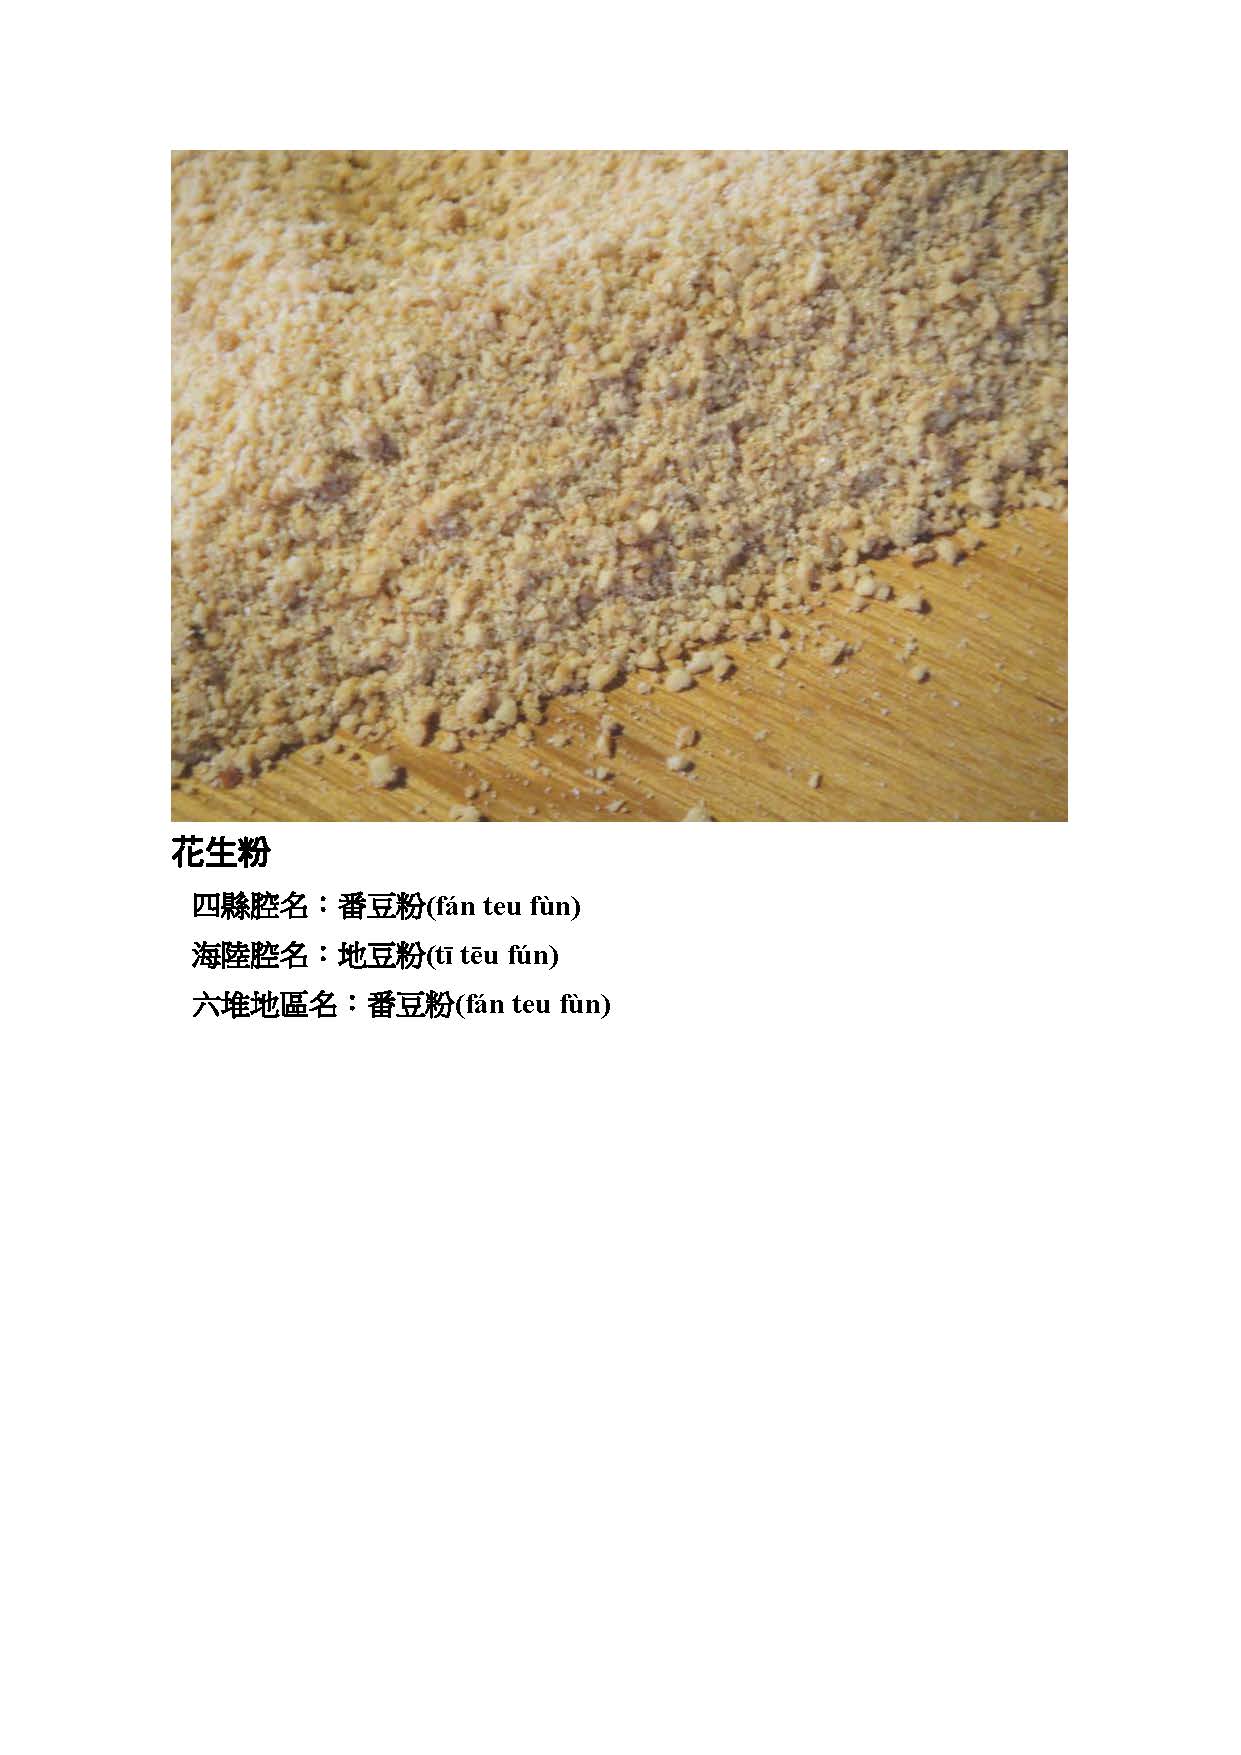 花生粉
四縣腔名：番豆粉(fán teu fùn)
海陸腔名：地豆粉(tī tēu fún)
六堆地區名：番豆粉(fán teu fùn)